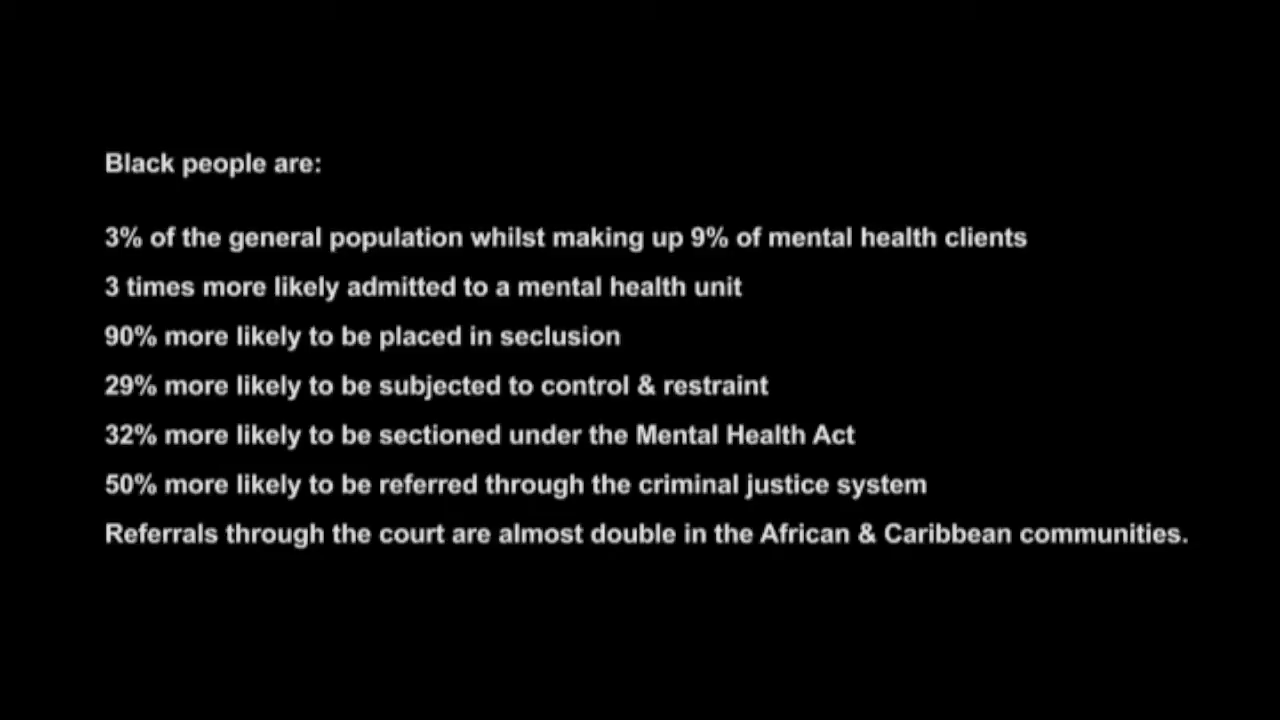 Black people are:
3% of the general population whilst making up 9% of mental health clients
3 times more likely admitted to a mental health unit
90% more likely to be placed in seclusion
29% more likely to be subjected to control & restraint
32% more likely to be sectioned under the Mental Health Act
50% more likely to be referred through the criminal justice system
Referrals through the court are almost double in the African & Caribbean communities.